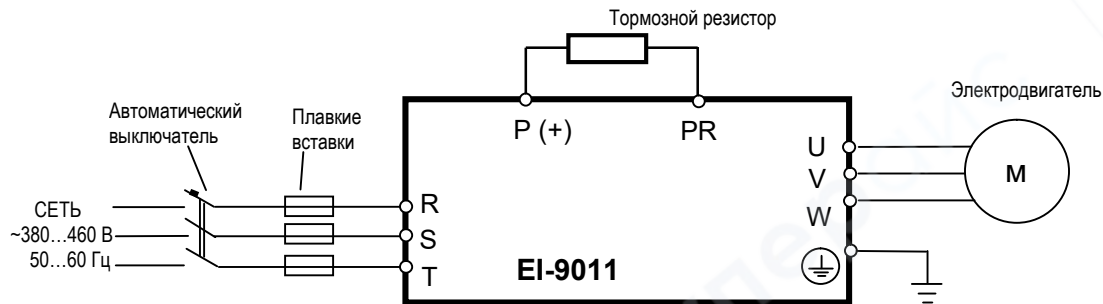 Тормозной резистор
Электродвигатель
Автоматический
выключатель
Плавкие
вставки
P (+)
PR
U
V
W
М
R
S
T
СЕТЬ
~380...460 В
50...60 Гц
EI-9011